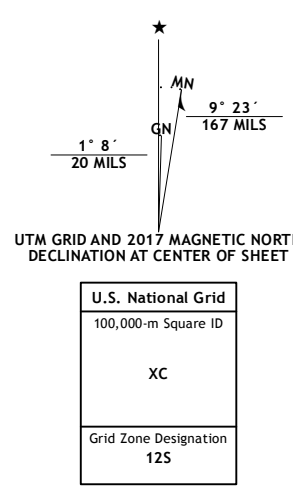 MN
9° 23´
167 MILS
GN
1° 8´
20 MILS
UTM GRID AND 2017 MAGNETIC NORT
DECLINATION AT CENTER OF SHEET
U.S. National Grid
100,000-m Square ID
XC
Grid Zone Designation
12S